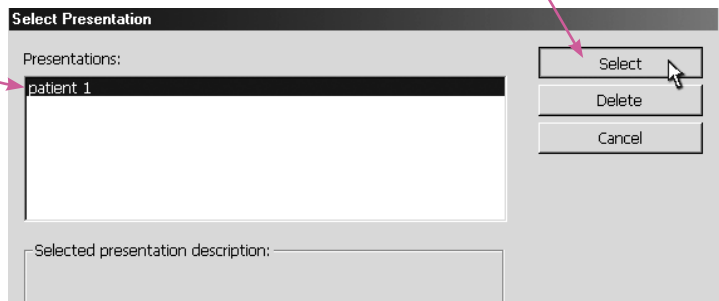 Select Presentation
Presentations:
patient 1
Select
Delete
Cancel
Selected presentation description: